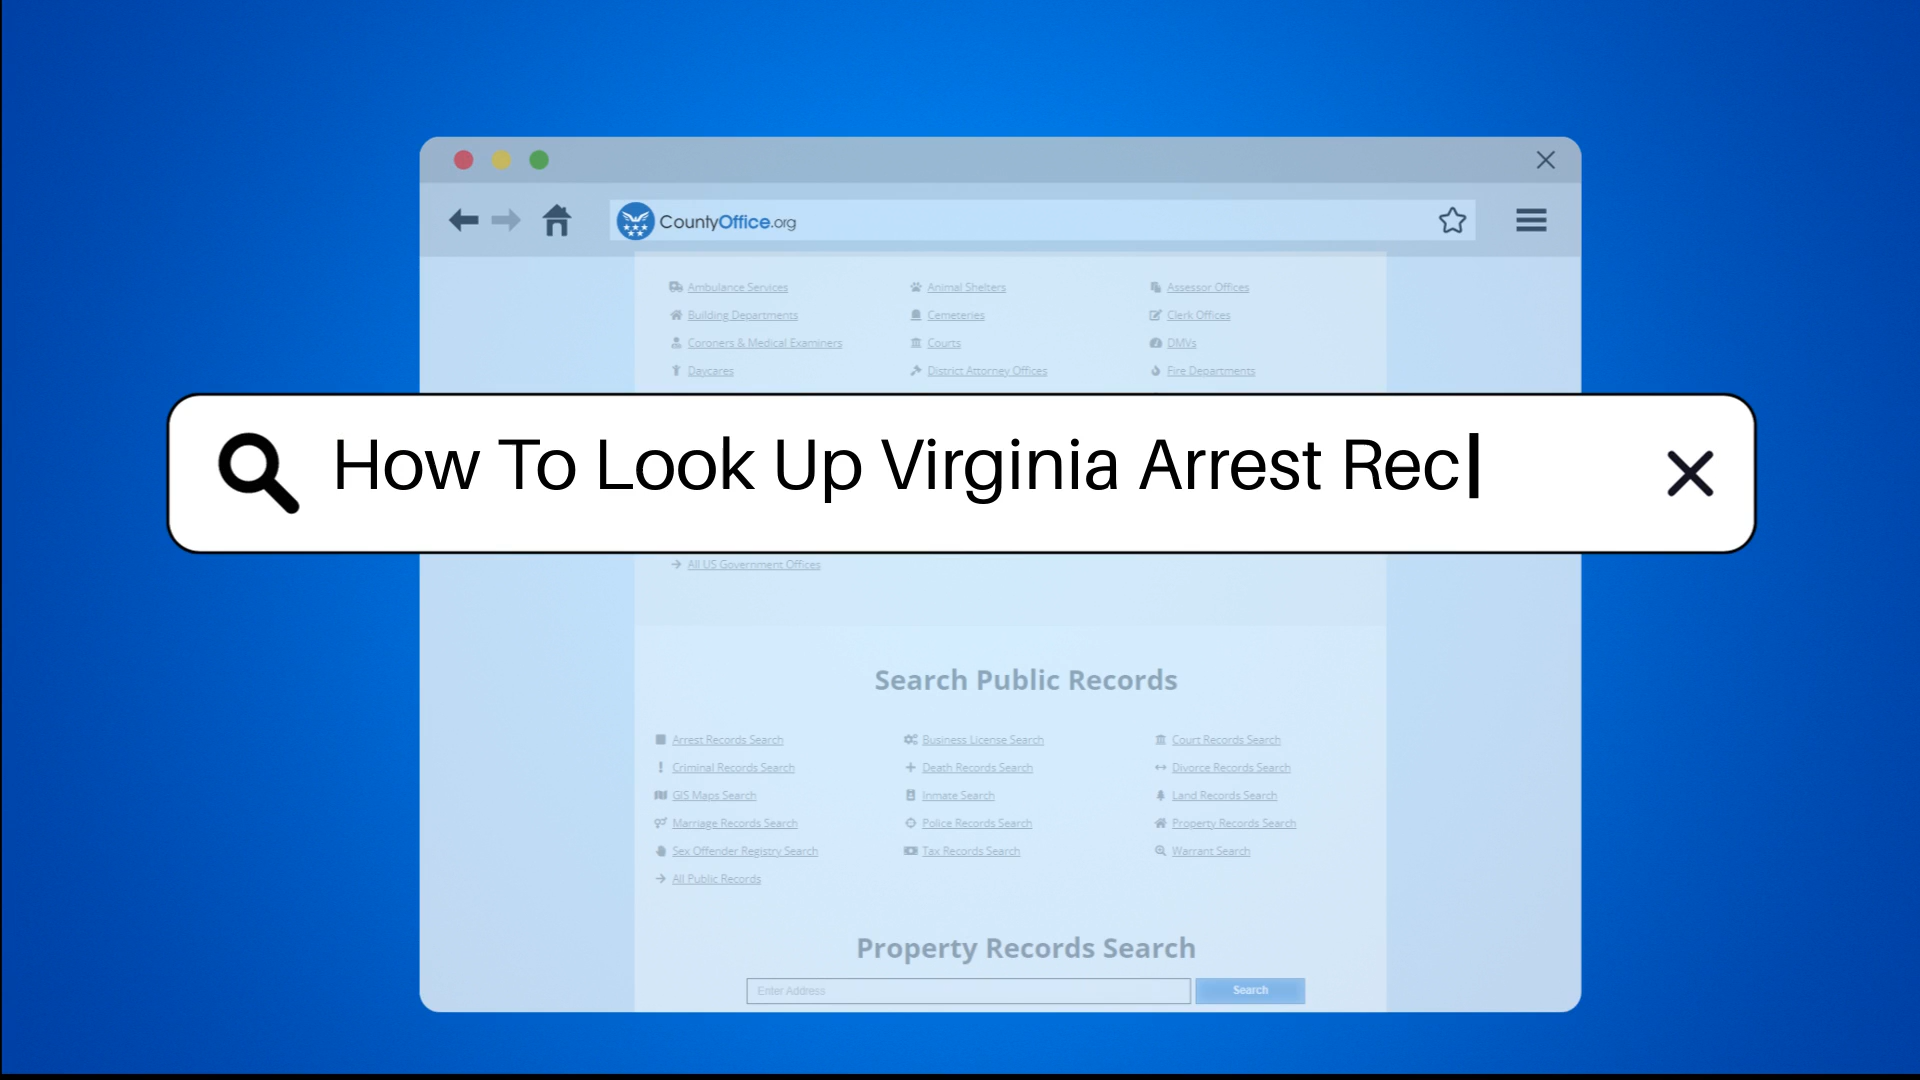 CountyOffice.org
Ambulance Services Animal Shelters Assessor Offices
Building Departments Cemeteries Clerk Offices
Coroners & Medical Examiners Courts DMVs
Daycares District Attorney Offices Fire Departments
How To Look Up Virginia Arrest Rec
All US Government Offices
Search Public Records
Arrest Records Search Business License Search Court Records Search
Criminal Records Search Death Records Search Divorce Records Search
GIS Maps Search Inmate Search Land Records Search
Marriage Records Search Police Records Search Property Records Search
Sex Offender Registry Search Tax Records Search Warrant Search
All Public Records
Property Records Search
Enter Address Search